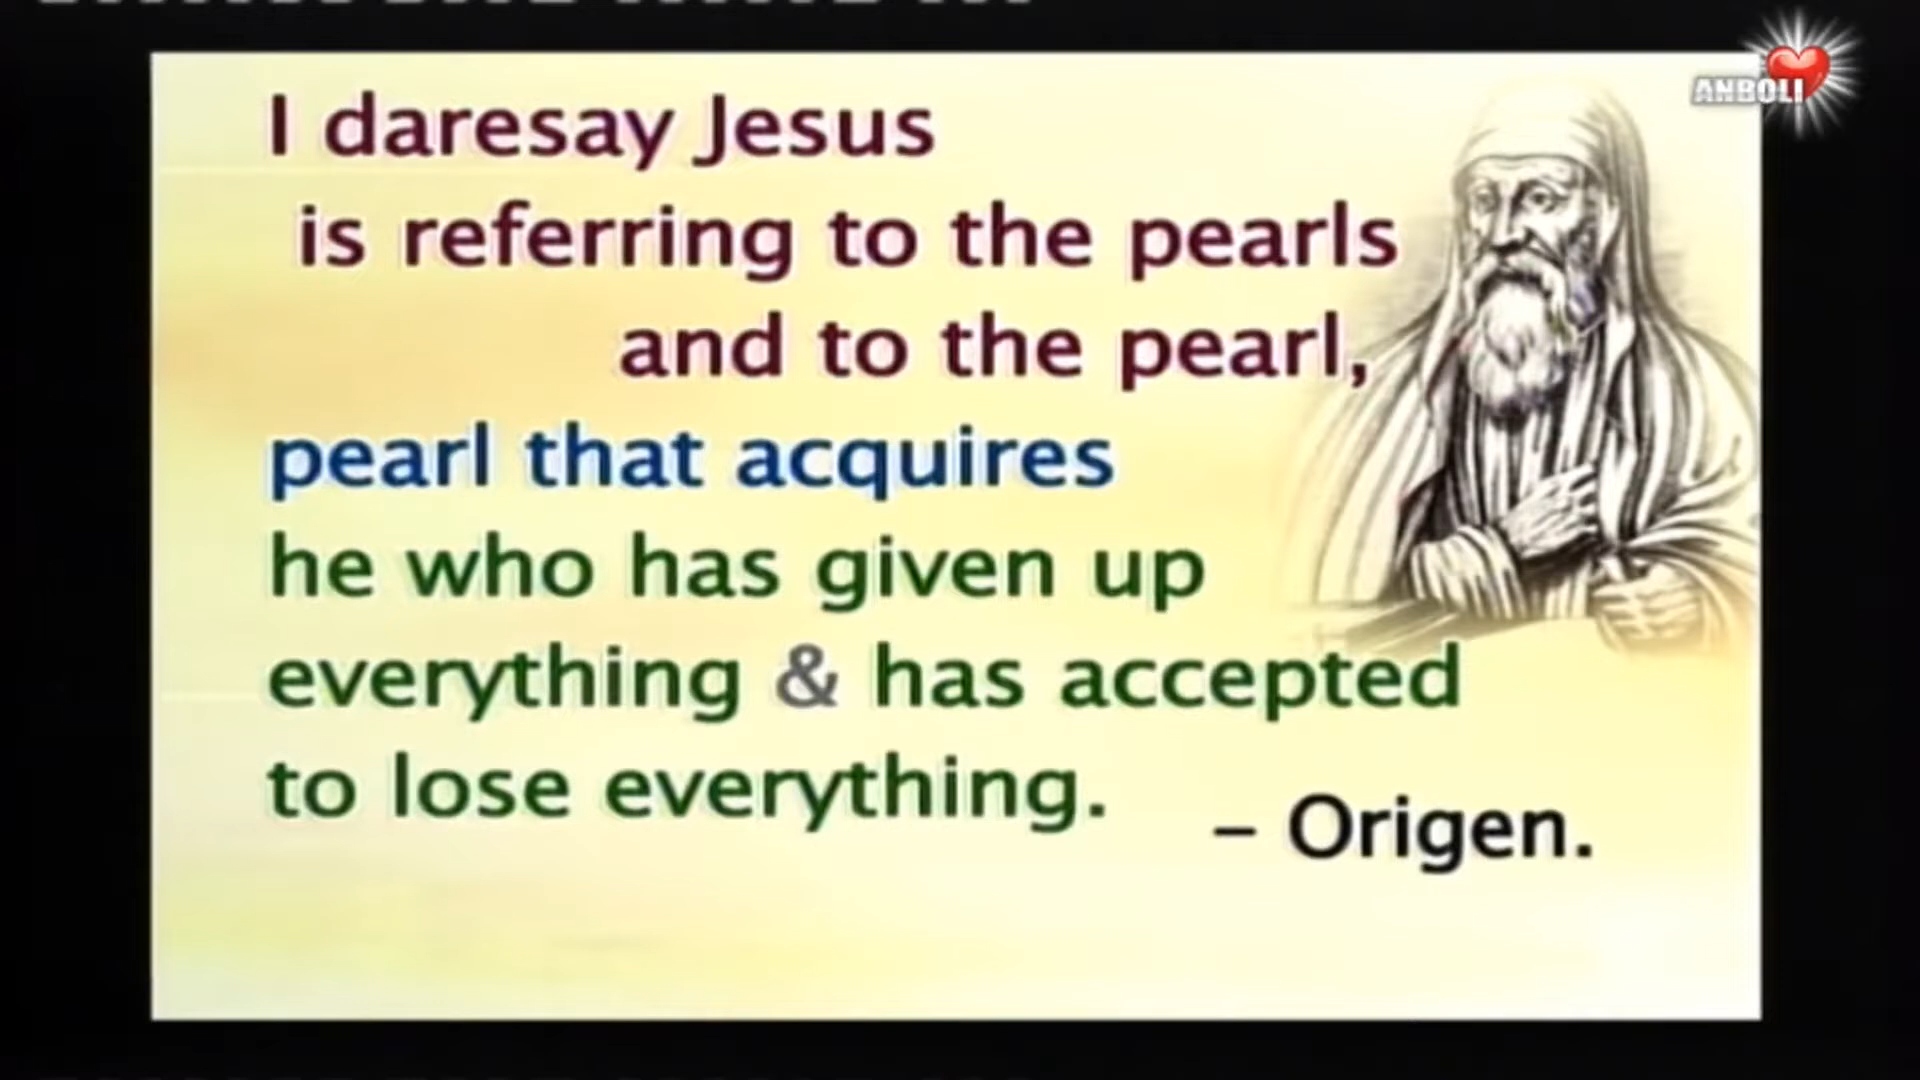 ANBOLI
I daresay Jesus
is referring to the pearls
and to the pearl,
pearl that acquires
he who has given up
everything & has accepted
to lose everything.
– Origen.